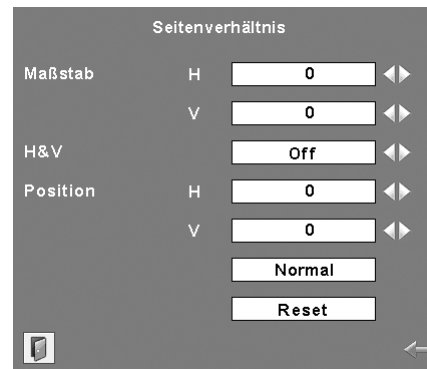 Seitenverhältnis
Maßstab H 0
V 0
H&V Off
Position H 0
V 0
Normal
Reset